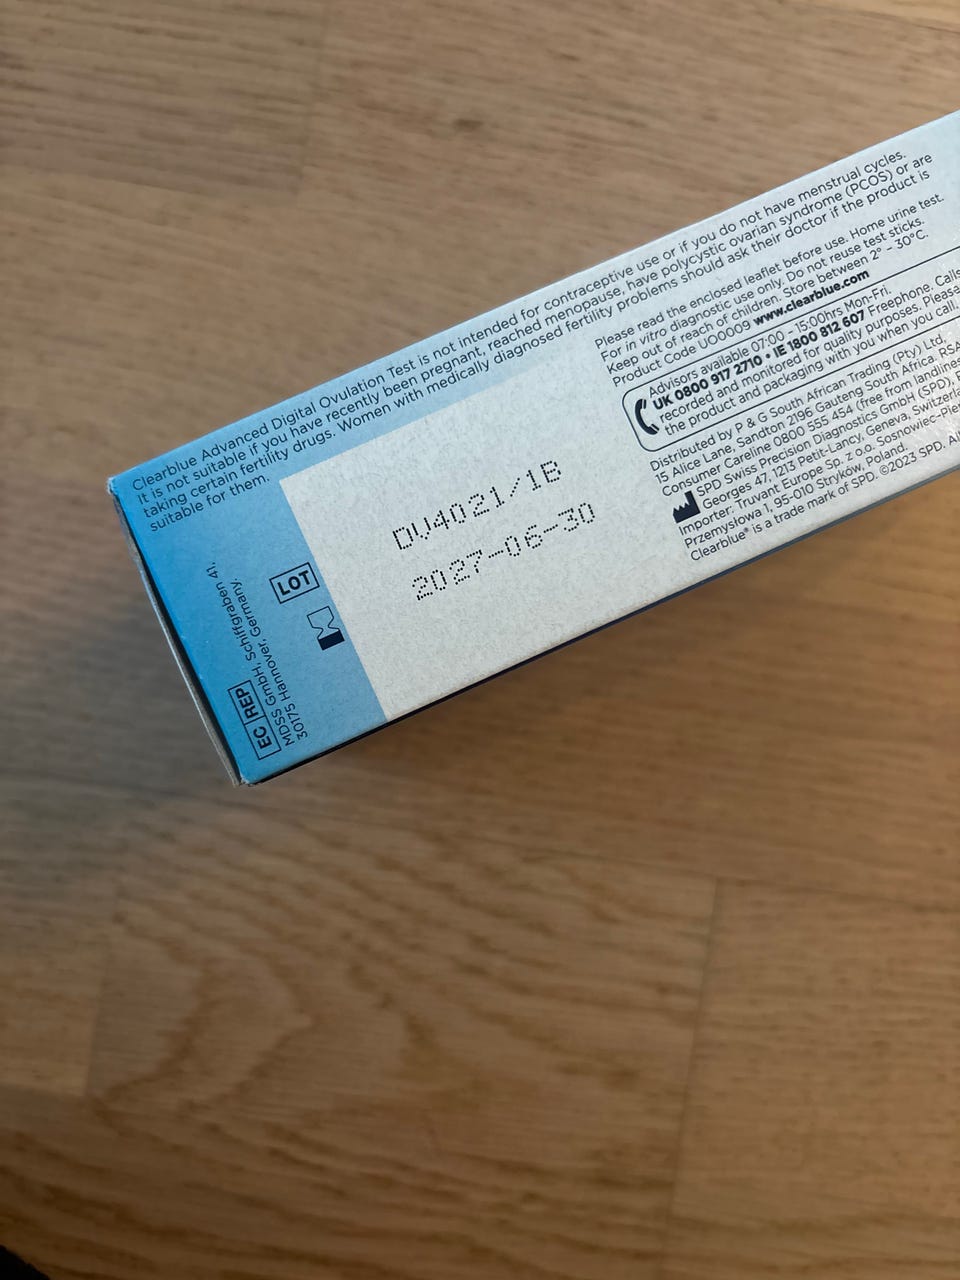 Clearblue Advanced Digital Ovulation Test is not intended for contraceptive use or if you do not have menstrual cycles.
It is not suitable if you have recently been pregnant, reached menopause, have polycystic ovarian syndrome (PCOS) or are
taking certain fertility drugs. Women with medically diagnosed fertility problems should ask their doctor if the product is
suitable for them.
Please read the enclosed leaflet before use. Home urine test.
For in vitro diagnostic use only. Do not reuse test sticks.
Keep out of reach of children. Store between 2° - 30°C.
Product Code UO0009 www.clearblue.com
Advisors available 07:00 - 15:00hrs Mon-Fri.
UK 0800 917 2710 • IE 1800 812 607 Freephone. Calls
recorded and monitored for quality purposes. Please
the product and packaging with you when you call.
Distributed by P & G South African Trading (Pty) Ltd,
15 Alice Lane, Sandton 2196 Gauteng South Africa. RSA
Consumer Careline 0800 555 454 (free from landlines
SPD Swiss Precision Diagnostics GmbH (SPD),
Georges 47, 1213 Petit-Lancy, Geneva,
Importer: Truvant Europe Sp. z o.o. Sosnowiec-
Przemysłowa 1, 95-010 Stryków, Poland.
Clearblue® is a trade mark of SPD. ©2023 SPD.
LOT
DV4021/1B
2027-06-30
EC REP
MDSS GmbH, Schiffgraben 41,
30175 Hannover, Germany.